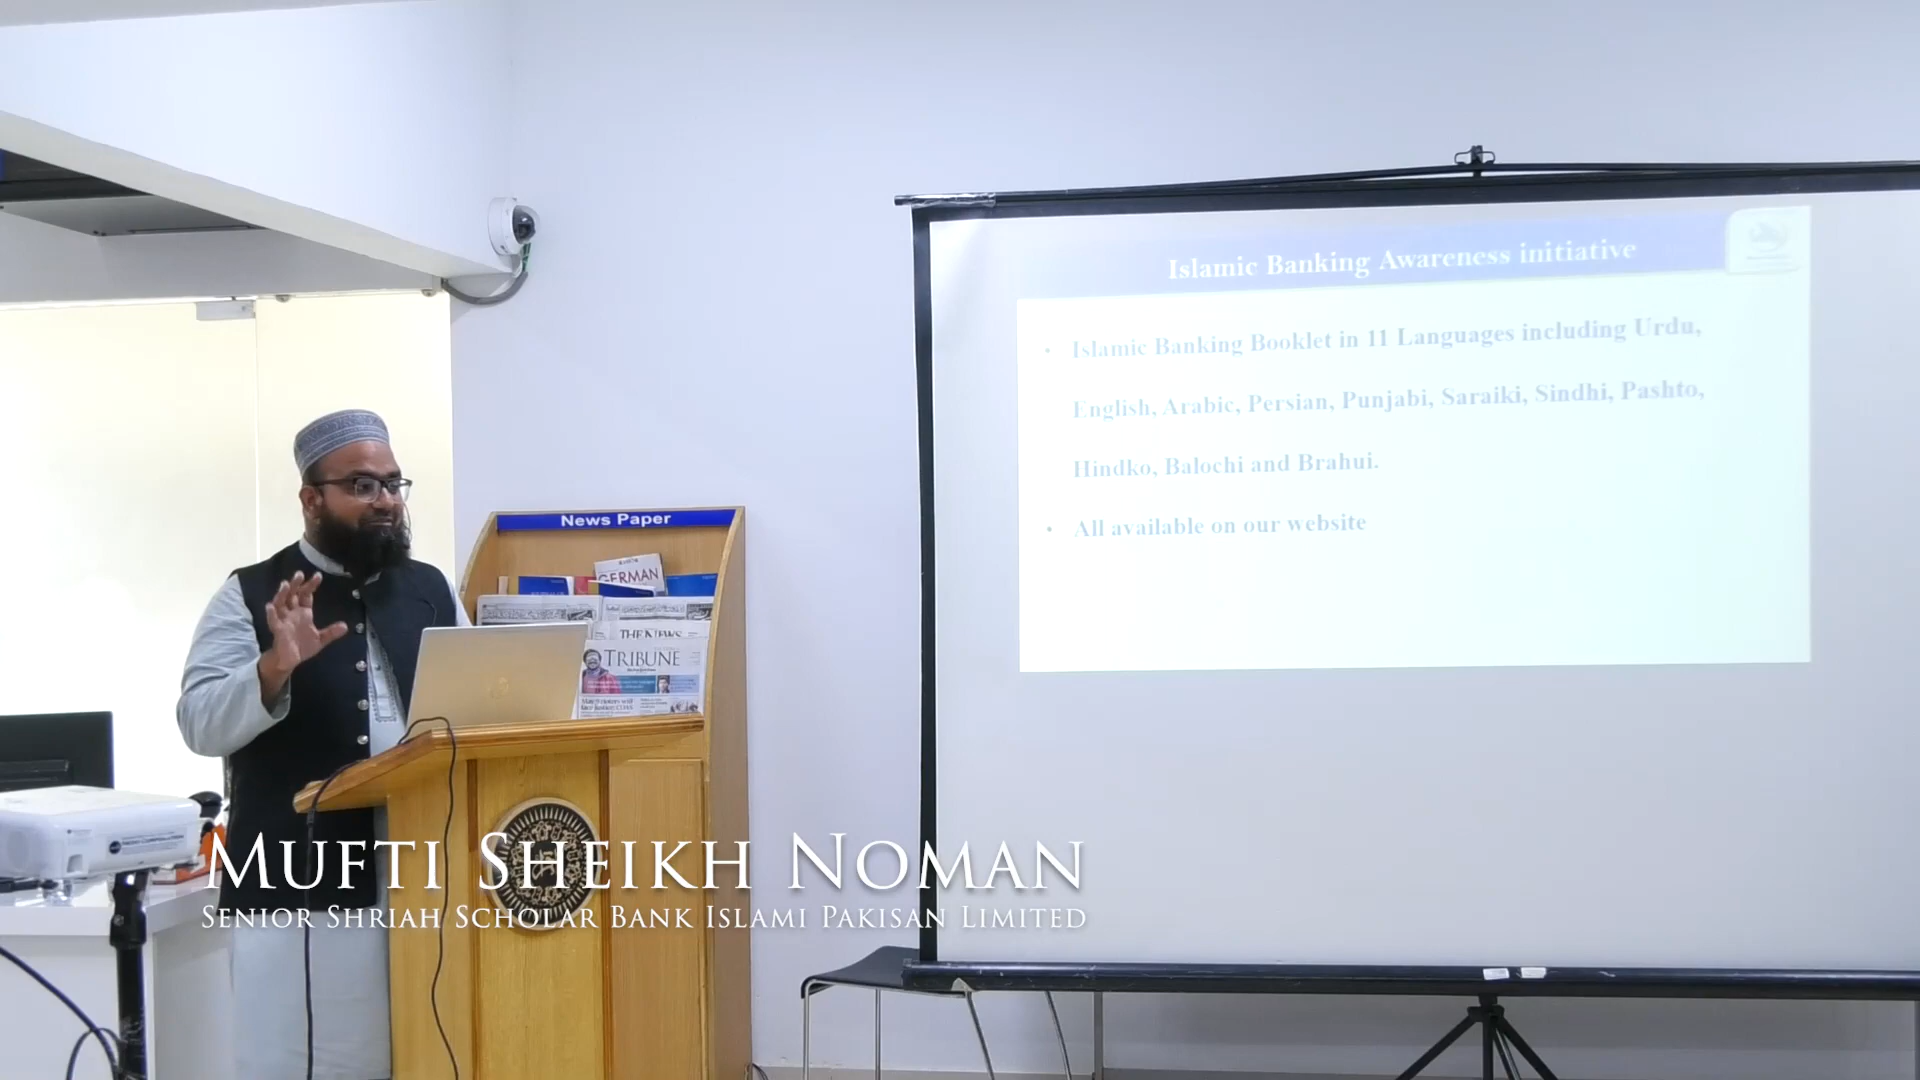 Islamic Banking Awareness initiative
• Islamic Banking Booklet in 11 Languages including Urdu,
English, Arabic, Persian, Punjabi, Saraiki, Sindhi, Pashto,
Hindko, Balochi and Brahui.
• All available on our website
News Paper
GERMAN
THE NEWS
TRIBUNE
MUFTI SHEIKH NOMAN
SENIOR SHRIAH SCHOLAR BANK ISLAMI PAKISAN LIMITED